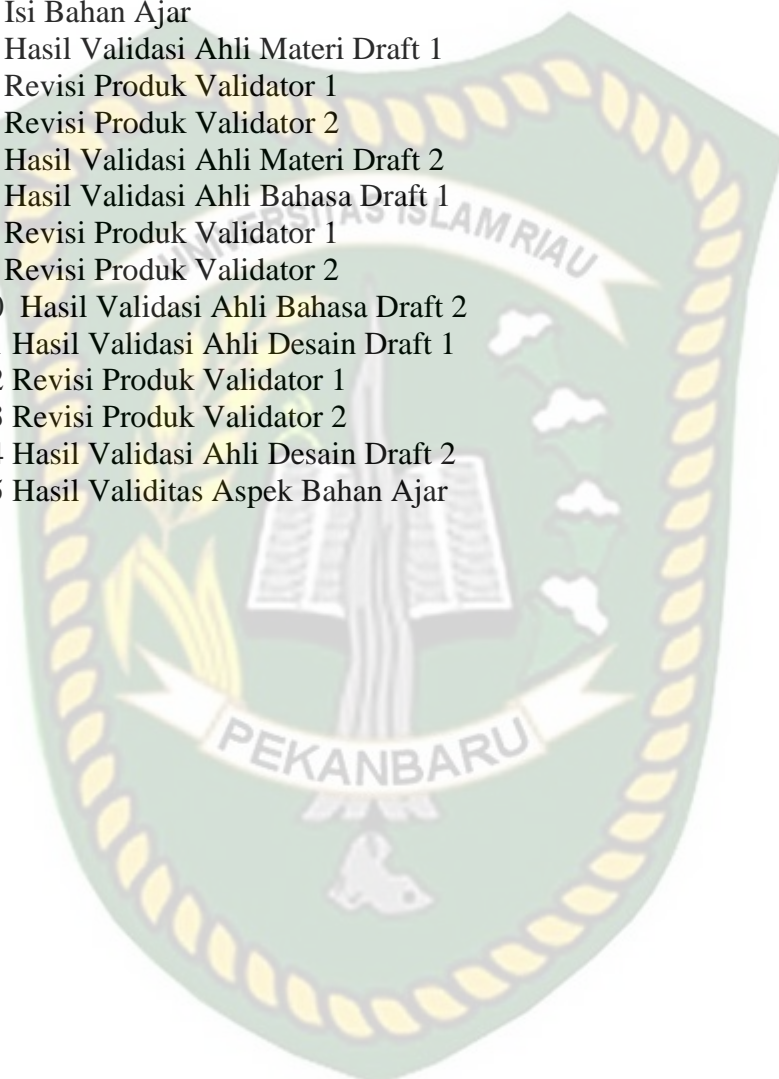 Isi Bahan Ajar
Hasil Validasi Ahli Materi Draft 1
Revisi Produk Validator 1
Revisi Produk Validator 2
Hasil Validasi Ahli Materi Draft 2
Hasil Validasi Ahli Bahasa Draft 1
UNIVERSITAS ISLAM RIAU
Revisi Produk Validator 1
Revisi Produk Validator 2
Hasil Validasi Ahli Bahasa Draft 2
Hasil Validasi Ahli Desain Draft 1
2 Revisi Produk Validator 1
3 Revisi Produk Validator 2
4 Hasil Validasi Ahli Desain Draft 2
5 Hasil Validitas Aspek Bahan Ajar
PEKANBARU